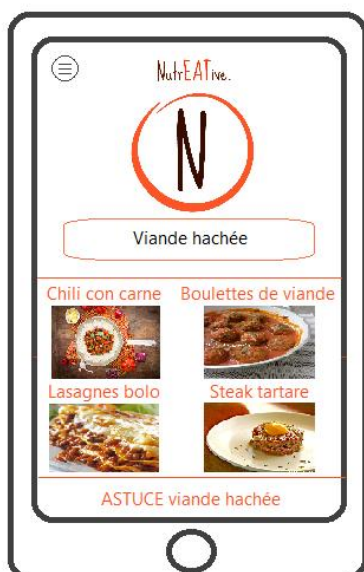 NutrEATive.
N
Viande hachée
Chili con carne Boulettes de viande
Lasagnes bolo Steak tartare
ASTUCE viande hachée